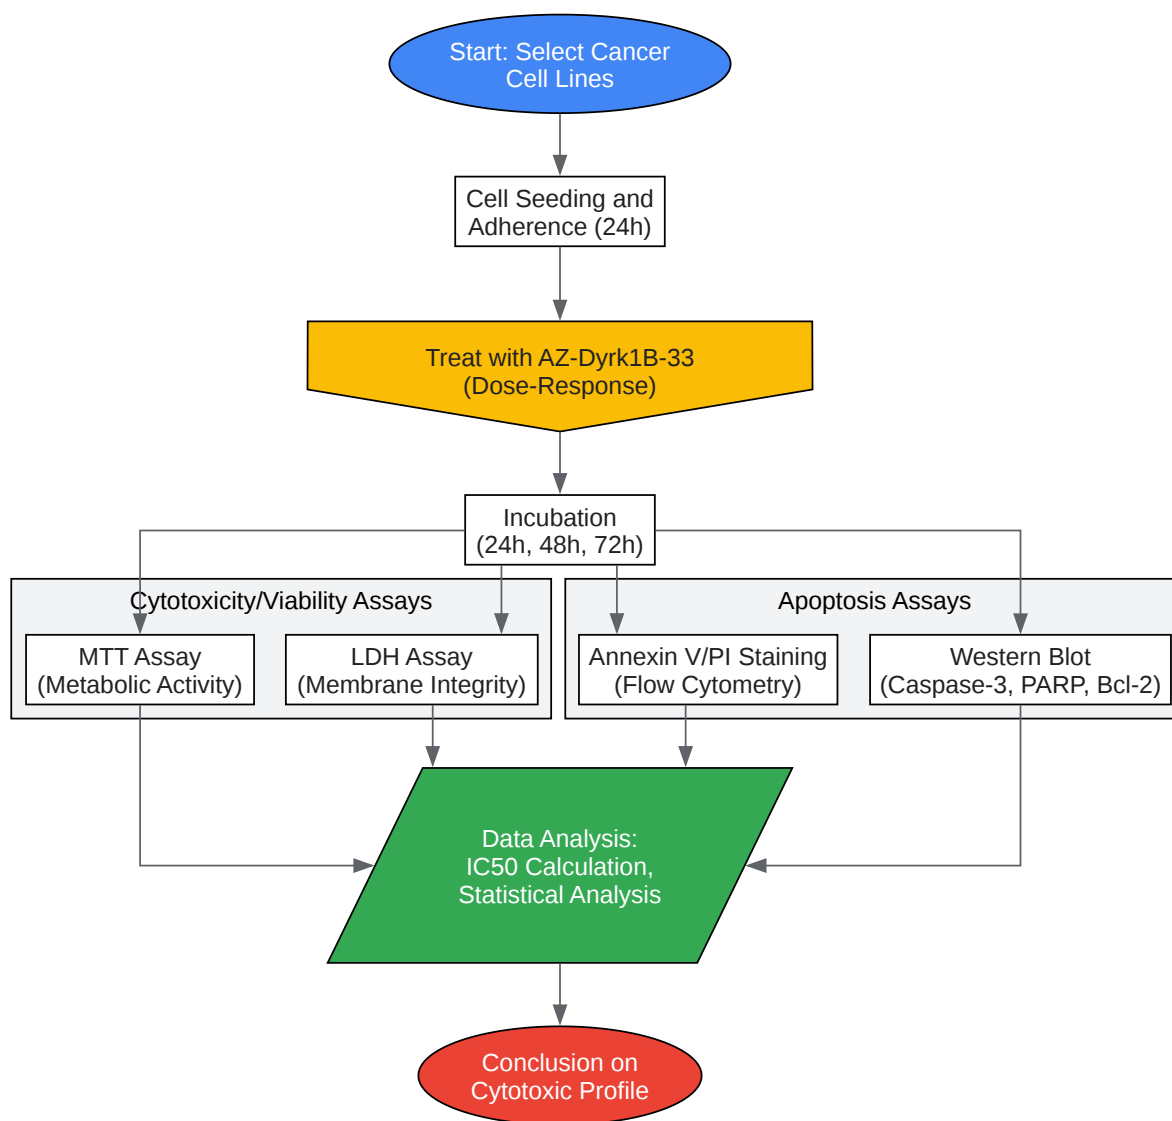 Start: Select Cancer
Cell Lines
Cell Seeding and
Adherence (24h)
Treat with AZ-Dyrk1B-33
(Dose-Response)
Incubation
(24h, 48h, 72h)
Cytotoxicity/Viability Assays
MTT Assay
(Metabolic Activity)
LDH Assay
(Membrane Integrity)
Apoptosis Assays
Annexin V/PI Staining
(Flow Cytometry)
Western Blot
(Caspase-3, PARP, Bcl-2)
Data Analysis:
IC50 Calculation,
Statistical Analysis
Conclusion on
Cytotoxic Profile